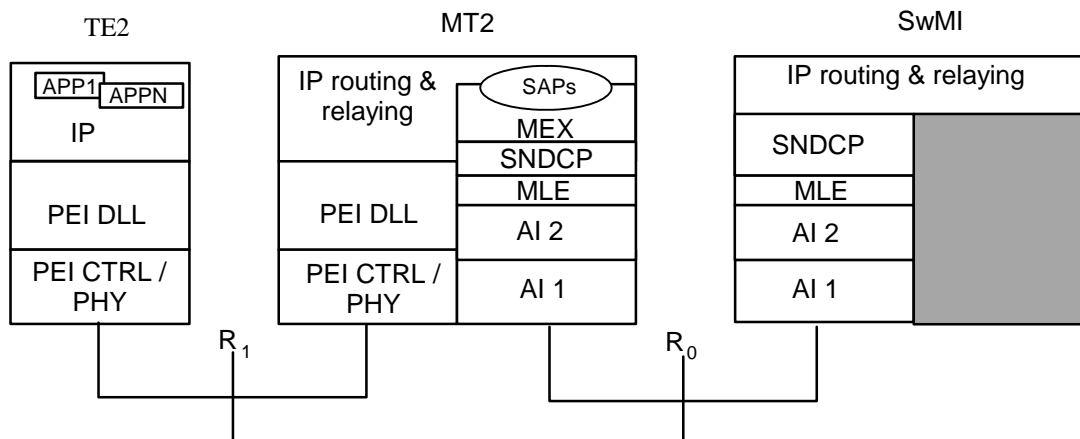 TE2
APP1
APPN
IP
PEI DLL
PEI CTRL /
PHY
MT2
IP routing &
relaying
SAPs
MEX
SNDCP
MLE
AI 2
AI 1
PEI DLL
PEI CTRL /
PHY
SwMI
IP routing & relaying
SNDCP
MLE
AI 2
AI 1
R1
R0